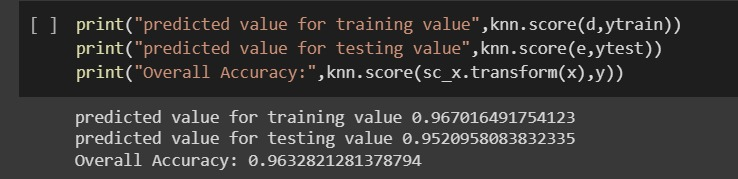 [ ] print("predicted value for training value",knn.score(d,ytrain))
print("predicted value for testing value",knn.score(e,ytest))
print("Overall Accuracy:",knn.score(sc_x.transform(x),y))
predicted value for training value 0.967016491754123
predicted value for testing value 0.9520958083832335
Overall Accuracy: 0.9632821281378794